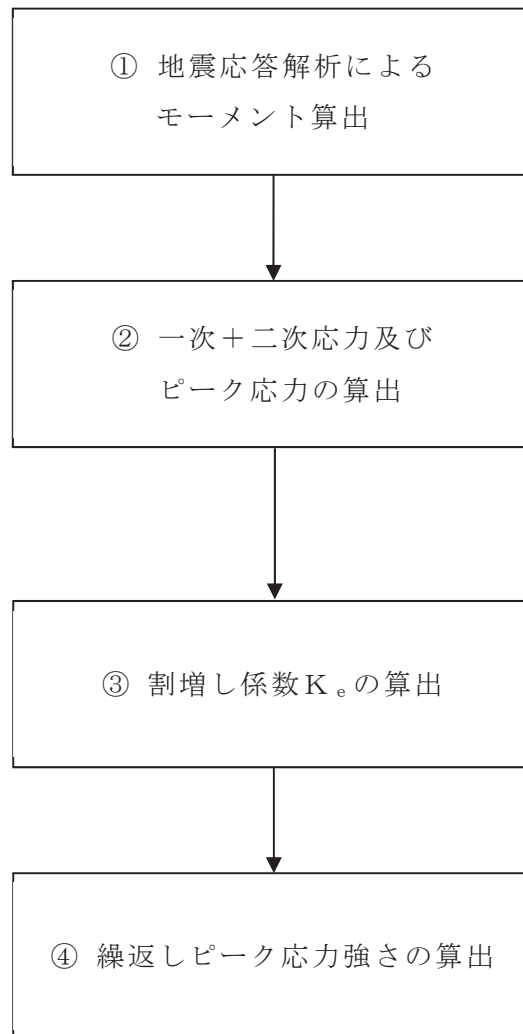 ① 地震応答解析による
モーメント算出
② 一次＋二次応力及び
ピーク応力の算出
③ 割増し係数Ｋｅの算出
④ 繰返しピーク応力強さの算出